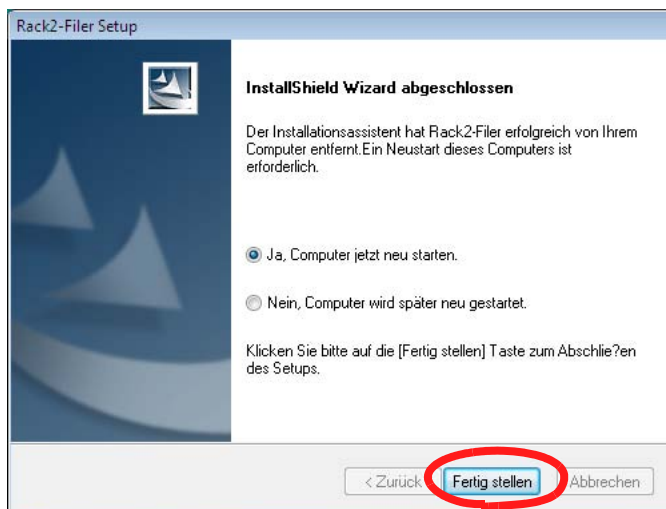 Rack2-Filer Setup
InstallShield Wizard abgeschlossen
Der Installationsassistent hat Rack2-Filer erfolgreich von Ihrem
Computer entfernt.Ein Neustart dieses Computers ist
erforderlich.
Ja, Computer jetzt neu starten.
Nein, Computer wird später neu gestartet.
Klicken Sie bitte auf die [Fertig stellen] Taste zum Abschlie?en
des Setups.
< Zurück Fertig stellen Abbrechen